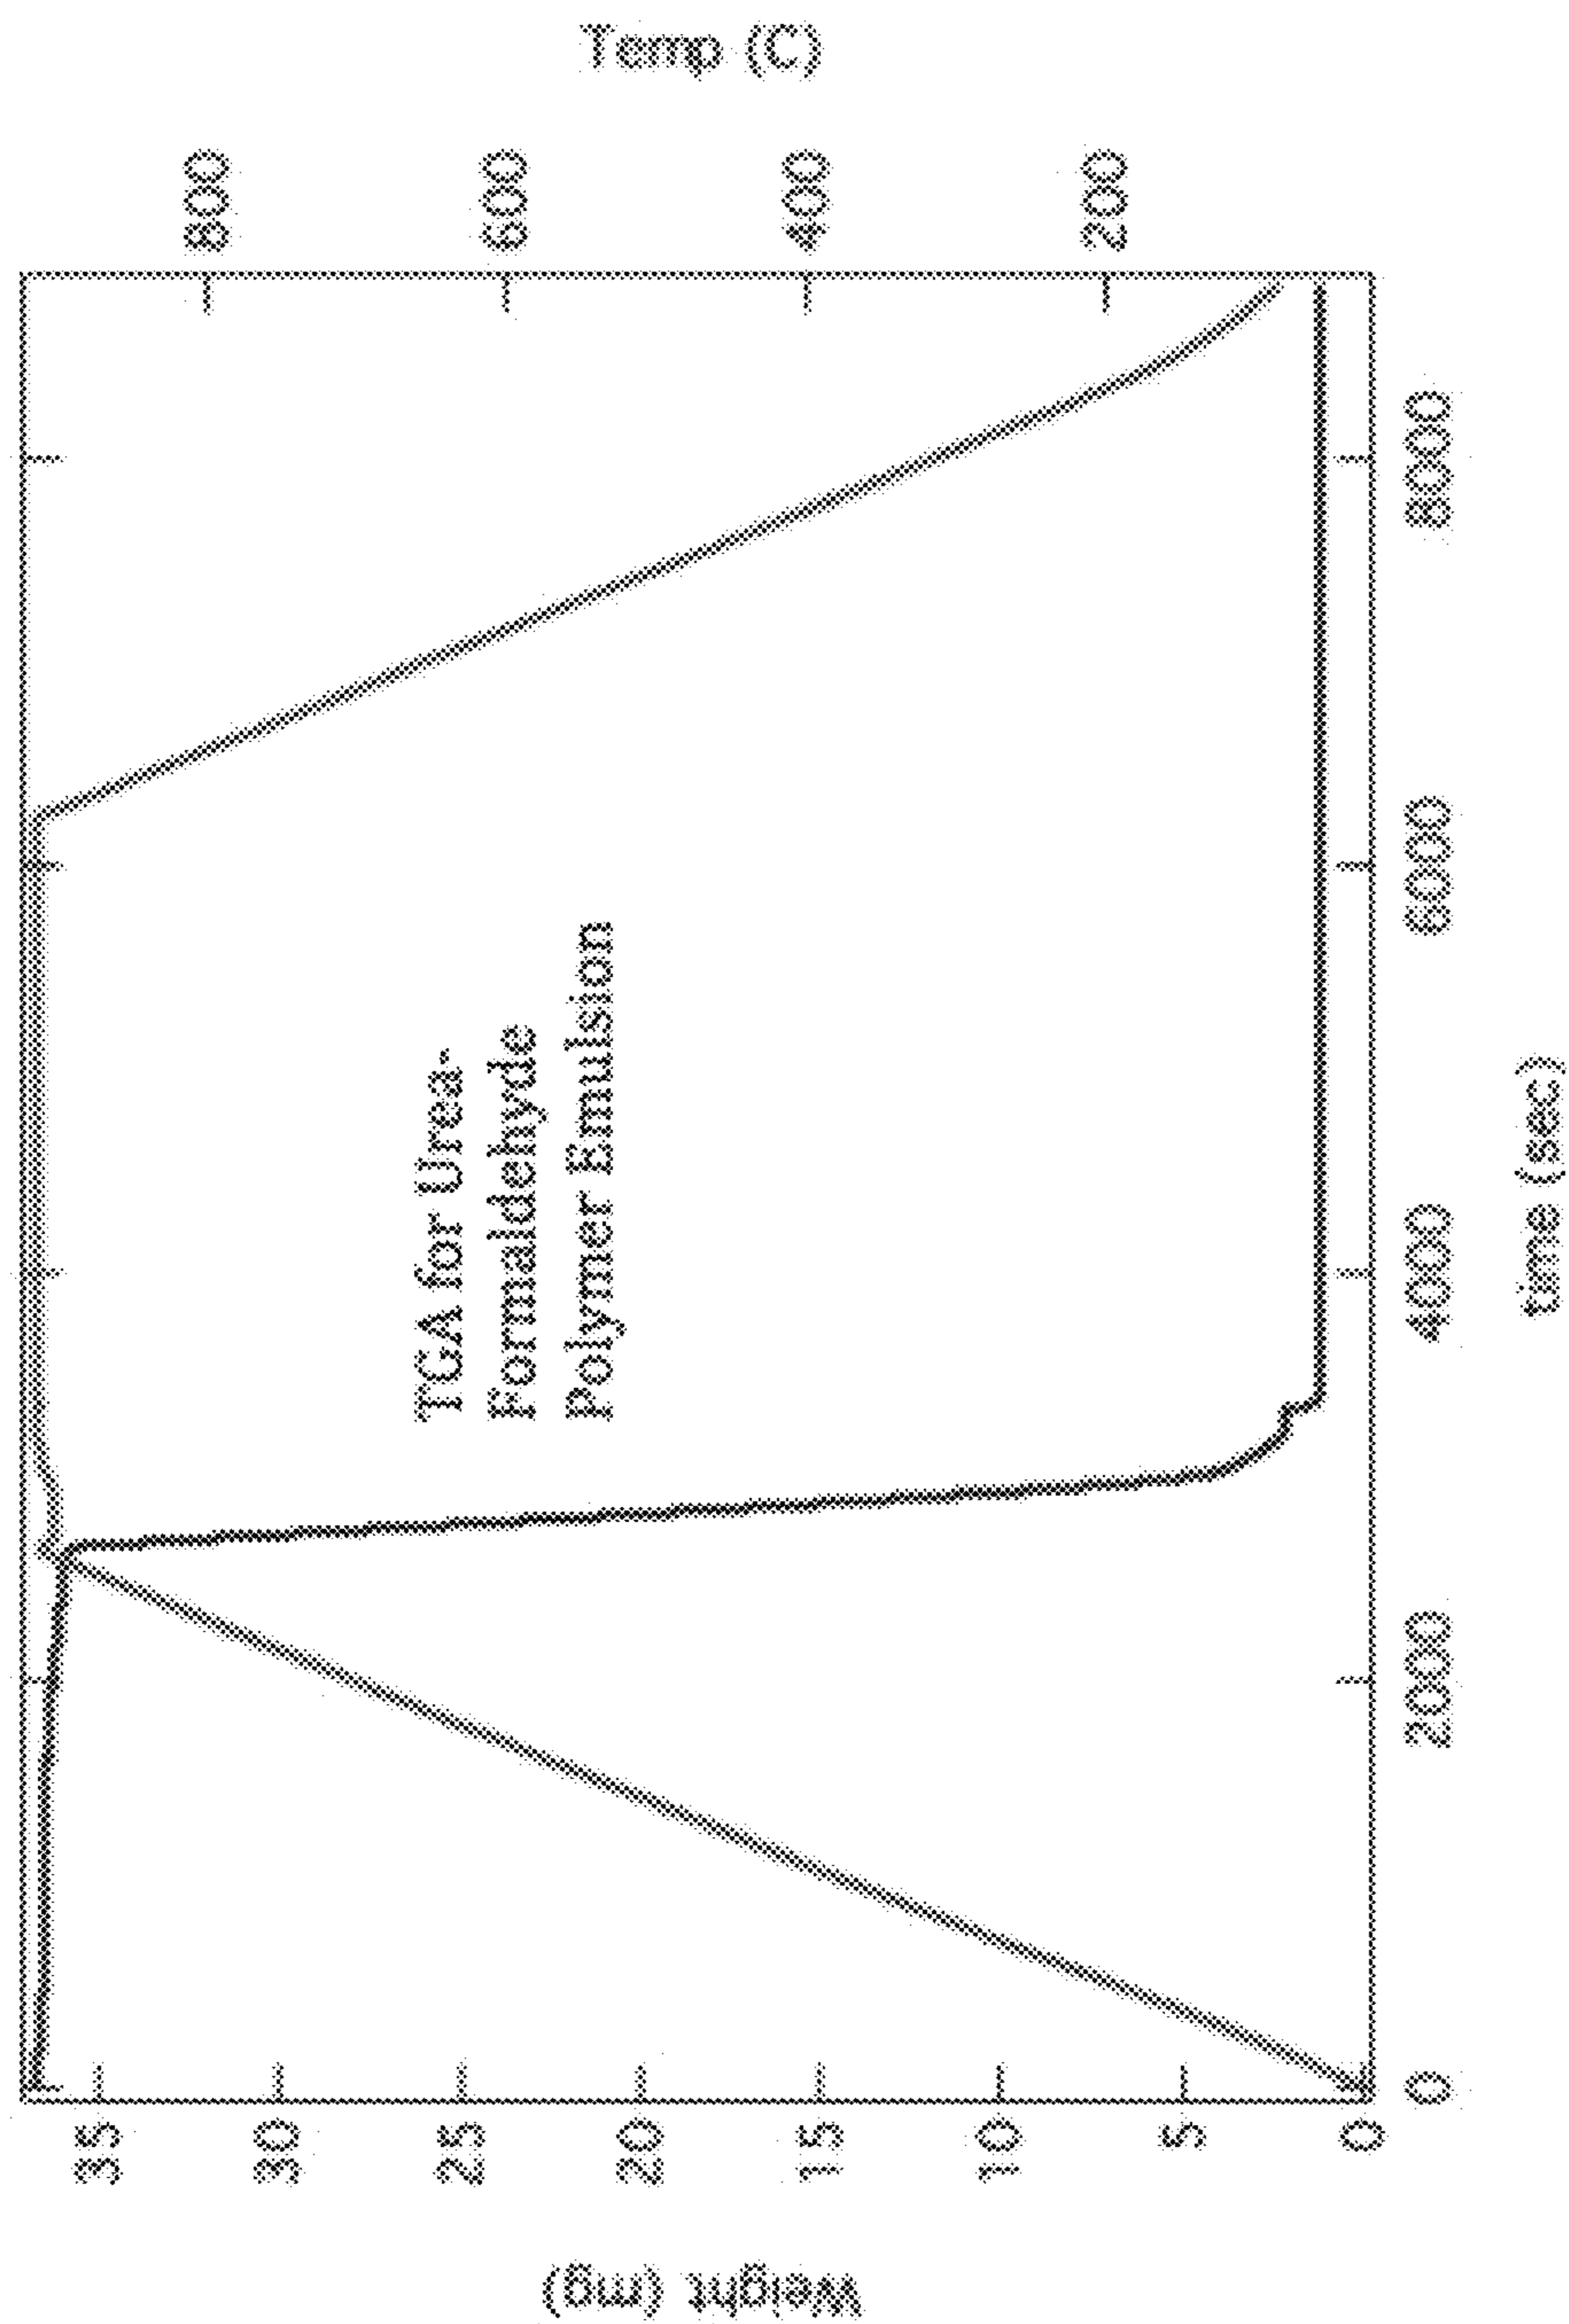 TGA for Urea-
Formaldehyde
Polymer Emulsion
Weight (mg)
35
30
25
20
15
10
5
0
Temp (C)
800
600
400
200
0
2000
4000
6000
8000
time (sec)